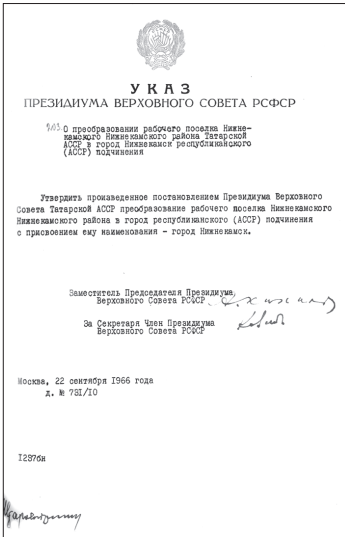 УКАЗ
ПРЕЗИДИУМА ВЕРХОВНОГО СОВЕТА РСФСР
О преобразовании рабочего поселка Нижне-
камского Нижнекамского района Татарской
АССР в город Нижнекамск республиканского
(АССР) подчинения
Утвердить произведенное постановлением Президиума Верховного
Совета Татарской АССР преобразование рабочего поселка Нижнекамского
Нижнекамского района в город республиканского (АССР) подчинения
с присвоением ему наименования - город Нижнекамск.
Заместитель Председателя Президиума
Верховного Совета РСФСР
За Секретаря Член Президиума
Верховного Совета РСФСР
Москва, 22 сентября 1966 года
д. № 731/10
1237бн